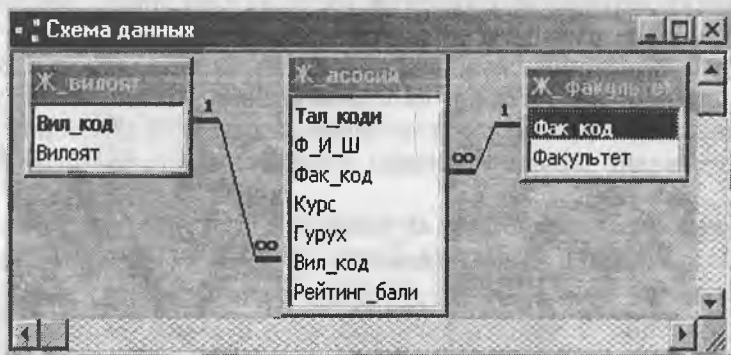 Схема данных
Ж_вилоят
Вил_код
Вилоят
1
∞
Ж_асосий
Тал_коди
Ф_И_Ш
Фак_код
Курс
Гурух
Вил_код
Рейтинг_бали
∞
1
Ж_факультет
Фак_код
Факультет